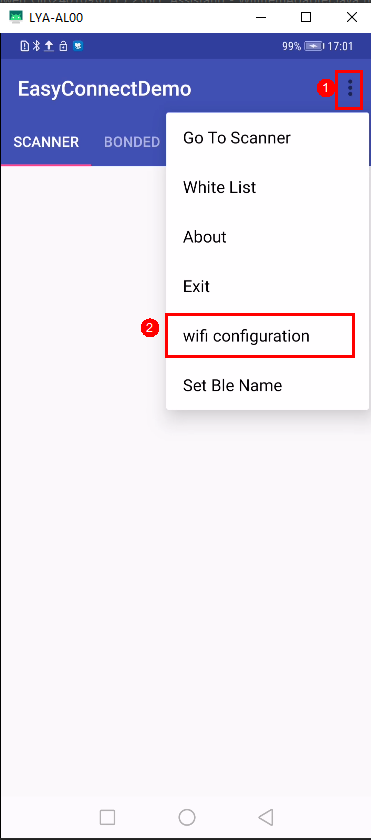 LYA-AL00
99% 17:01
EasyConnectDemo
1
SCANNER BONDED
Go To Scanner
White List
About
Exit
2
wifi configuration
Set Ble Name